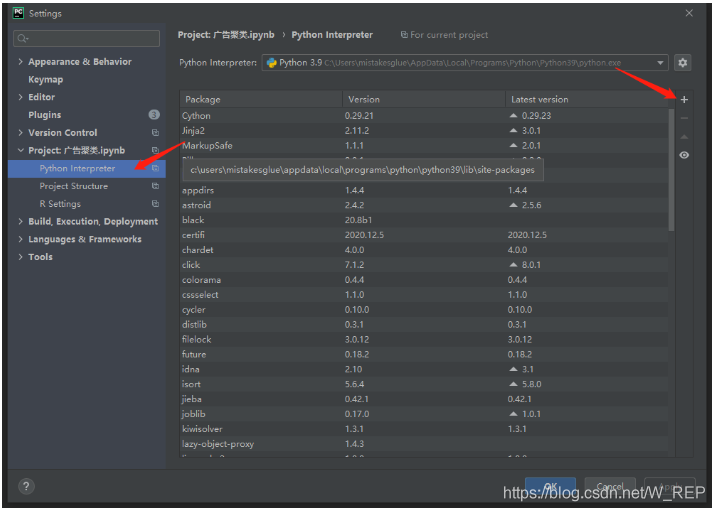 PC Settings
Project: 广告聚类.ipynb › Python Interpreter For current project
Python Interpreter: Python 3.9 C:\Users\mistakesglue\AppData\Local\Programs\Python\Python39\python.exe
Appearance & Behavior
Keymap
Editor
Plugins 3
Version Control
Project: 广告聚类.ipynb
Python Interpreter
Project Structure
R Settings
Build, Execution, Deployment
Languages & Frameworks
Tools
Package Version Latest version
Cython 0.29.21 0.29.23
Jinja2 2.11.2 3.0.1
MarkupSafe 1.1.1 2.0.1
c:\users\mistakesglue\appdata\local\programs\python\python39\lib\site-packages
appdirs 1.4.4 1.4.4
astroid 2.4.2 2.5.6
black 20.8b1
certifi 2020.12.5 2020.12.5
chardet 4.0.0 4.0.0
click 7.1.2 8.0.1
colorama 0.4.4 0.4.4
cssselect 1.1.0 1.1.0
cycler 0.10.0 0.10.0
distlib 0.3.1 0.3.1
filelock 3.0.12 3.0.12
future 0.18.2 0.18.2
idna 2.10 3.1
isort 5.6.4 5.8.0
jieba 0.42.1 0.42.1
joblib 0.17.0 1.0.1
kiwisolver 1.3.1 1.3.1
lazy-object-proxy 1.4.3
? OK Cancel Apply
https://blog.csdn.net/W_REP